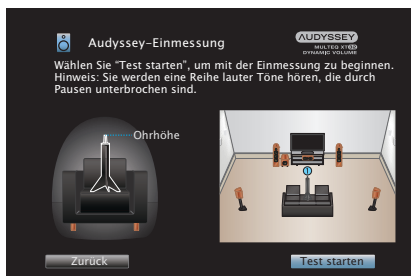 Audyssey-Einmessung
AUDYSSEY
MULTEQ XT32
DYNAMIC VOLUME
Wählen Sie "Test starten", um mit der Einmessung zu beginnen.
Hinweis: Sie werden eine Reihe lauter Töne hören, die durch
Pausen unterbrochen sind.
Ohrhöhe
Zurück
Test starten